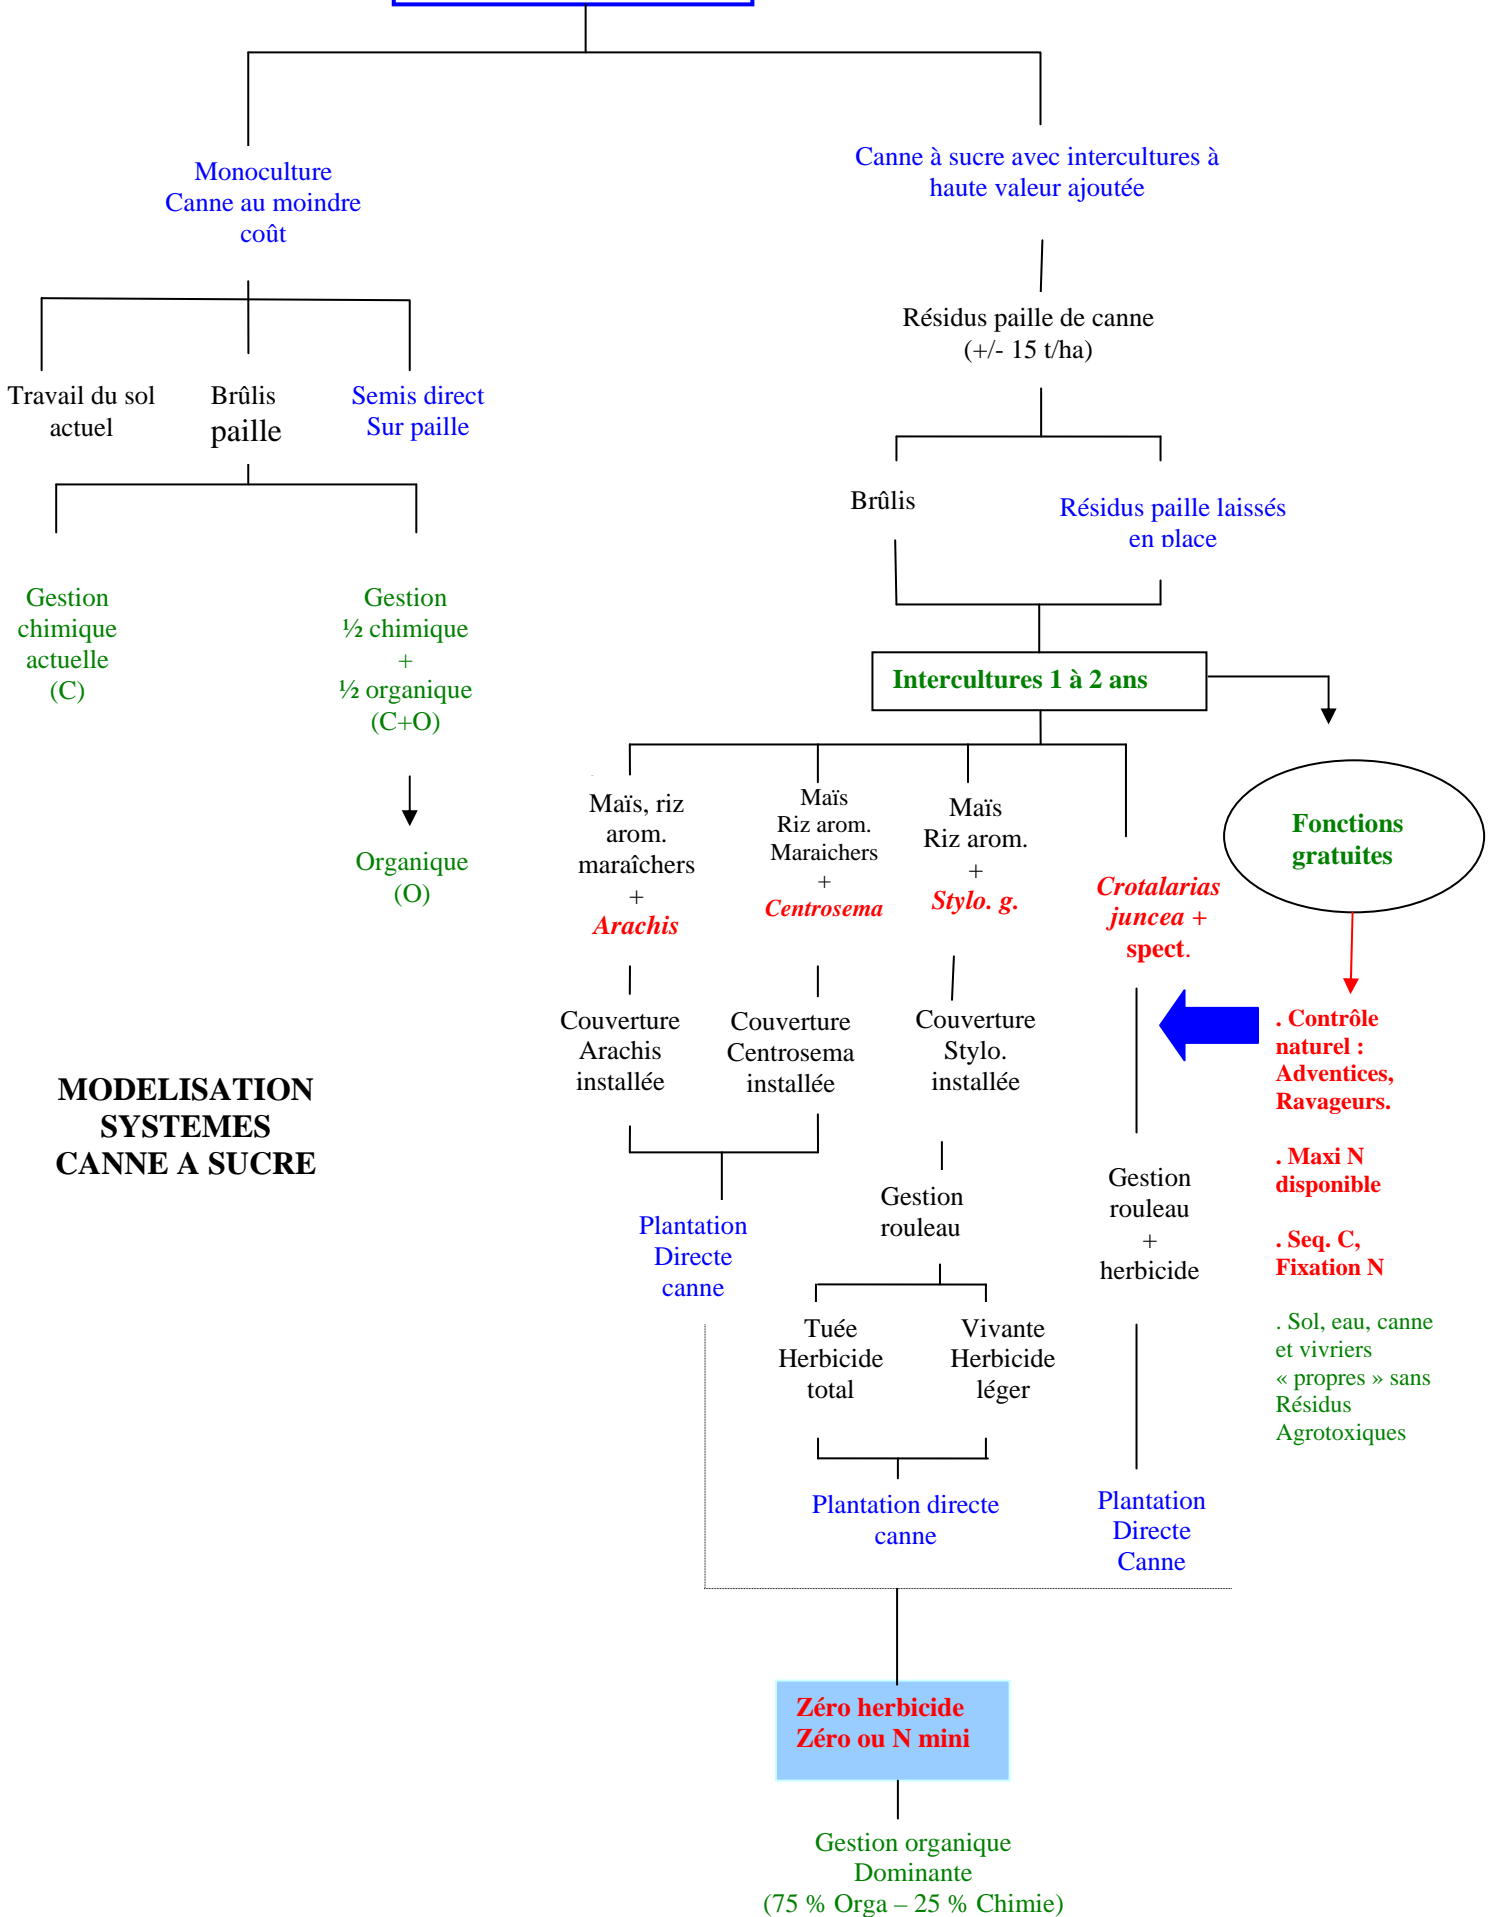 Monoculture
Canne au moindre
coût
Canne à sucre avec intercultures à
haute valeur ajoutée
Résidus paille de canne
(+/- 15 t/ha)
Travail du sol
actuel
Brûlis
paille
Semis direct
Sur paille
Brûlis
Résidus paille laissés
en place
Gestion
chimique
actuelle
(C)
Gestion
½ chimique
+
½ organique
(C+O)
Organique
(O)
Intercultures 1 à 2 ans
Maïs, riz
arom.
maraîchers
+
Arachis
Maïs
Riz arom.
Maraichers
+
Centrosema
Maïs
Riz arom.
+
Stylo. g.
Crotalarias
juncea +
spect.
Fonctions
gratuites
Couverture
Arachis
installée
Couverture
Centrosema
installée
Couverture
Stylo.
installée
. Contrôle
naturel :
Adventices,
Ravageurs.
. Maxi N
disponible
. Seq. C,
Fixation N
. Sol, eau, canne
et vivriers
« propres » sans
Résidus
Agrotoxiques
MODELISATION
SYSTEMES
CANNE A SUCRE
Plantation
Directe
canne
Gestion
rouleau
Gestion
rouleau
+
herbicide
Tuée
Herbicide
total
Vivante
Herbicide
léger
Plantation directe
canne
Plantation
Directe
Canne
Zéro herbicide
Zéro ou N mini
Gestion organique
Dominante
(75 % Orga – 25 % Chimie)